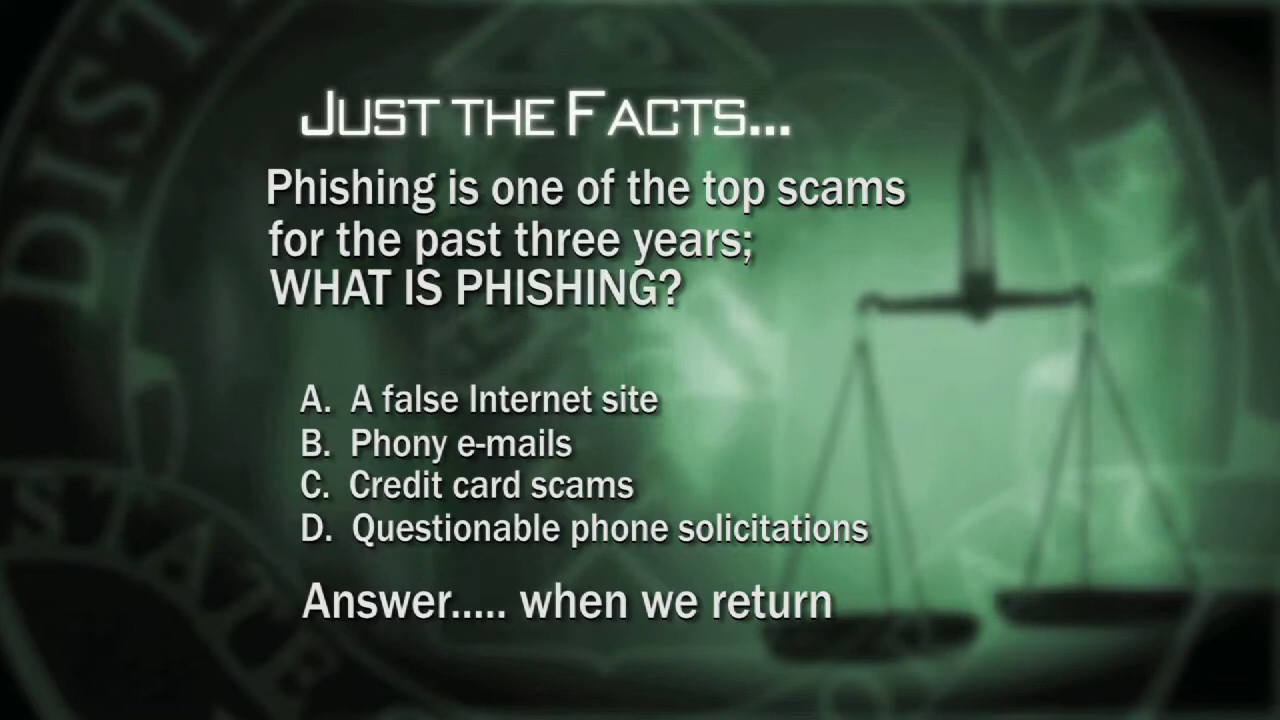 JUST THE FACTS...
Phishing is one of the top scams
for the past three years;
WHAT IS PHISHING?
A. A false Internet site
B. Phony e-mails
C. Credit card scams
D. Questionable phone solicitations
Answer..... when we return
STATE